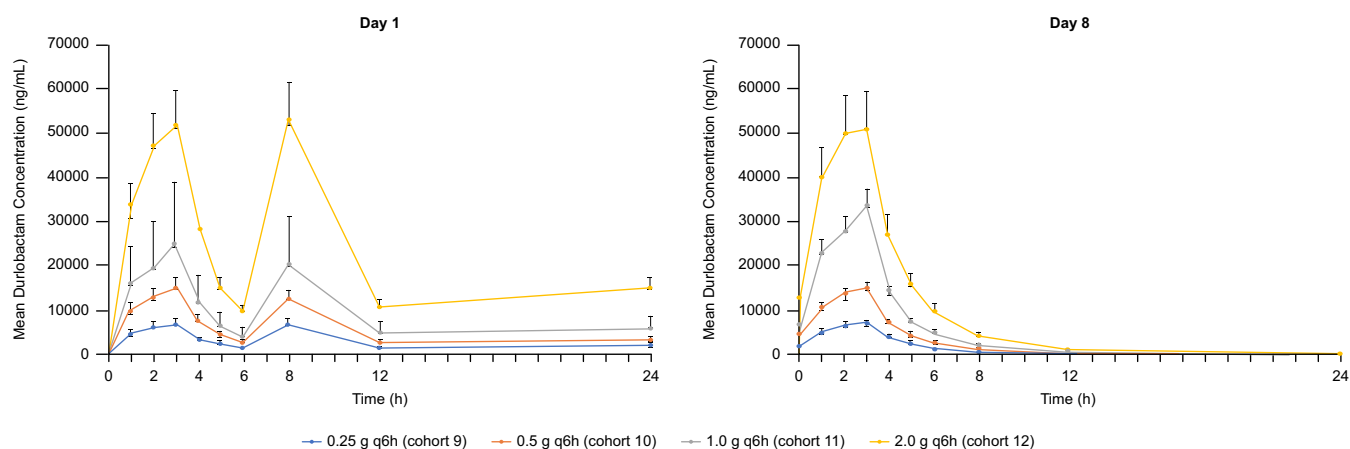 Day 1
Mean Durlobactam Concentration (ng/mL)
70000
60000
50000
40000
30000
20000
10000
0
0 2 4 6 8 12 24
Time (h)
Day 8
Mean Durlobactam Concentration (ng/mL)
70000
60000
50000
40000
30000
20000
10000
0
0 2 4 6 8 12 24
Time (h)
0.25 g q6h (cohort 9) 0.5 g q6h (cohort 10) 1.0 g q6h (cohort 11) 2.0 g q6h (cohort 12)